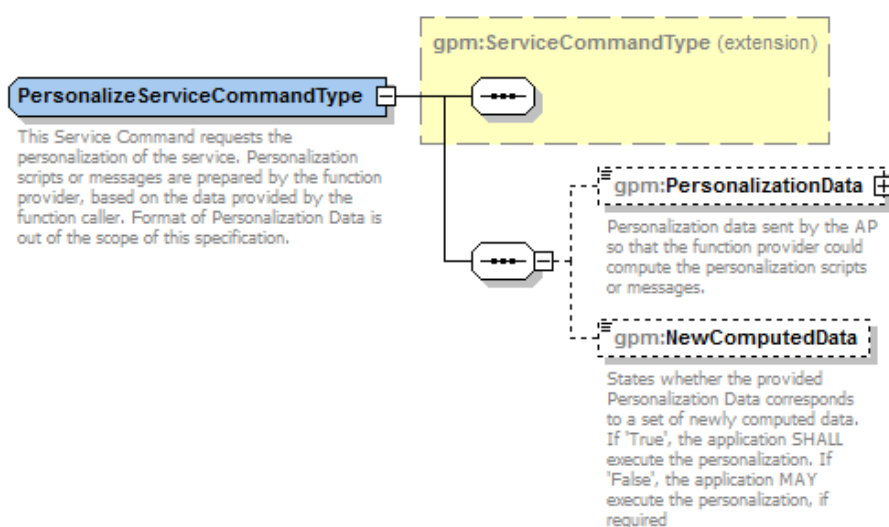 gpm:ServiceCommandType (extension)
PersonalizeServiceCommandType
This Service Command requests the
personalization of the service. Personalization
scripts or messages are prepared by the function
provider, based on the data provided by the
function caller. Format of Personalization Data is
out of the scope of this specification.
gpm:PersonalizationData
Personalization data sent by the AP
so that the function provider could
compute the personalization scripts
or messages.
gpm:NewComputedData
States whether the provided
Personalization Data corresponds
to a set of newly computed data.
If 'True', the application SHALL
execute the personalization. If
'False', the application MAY
execute the personalization, if
required